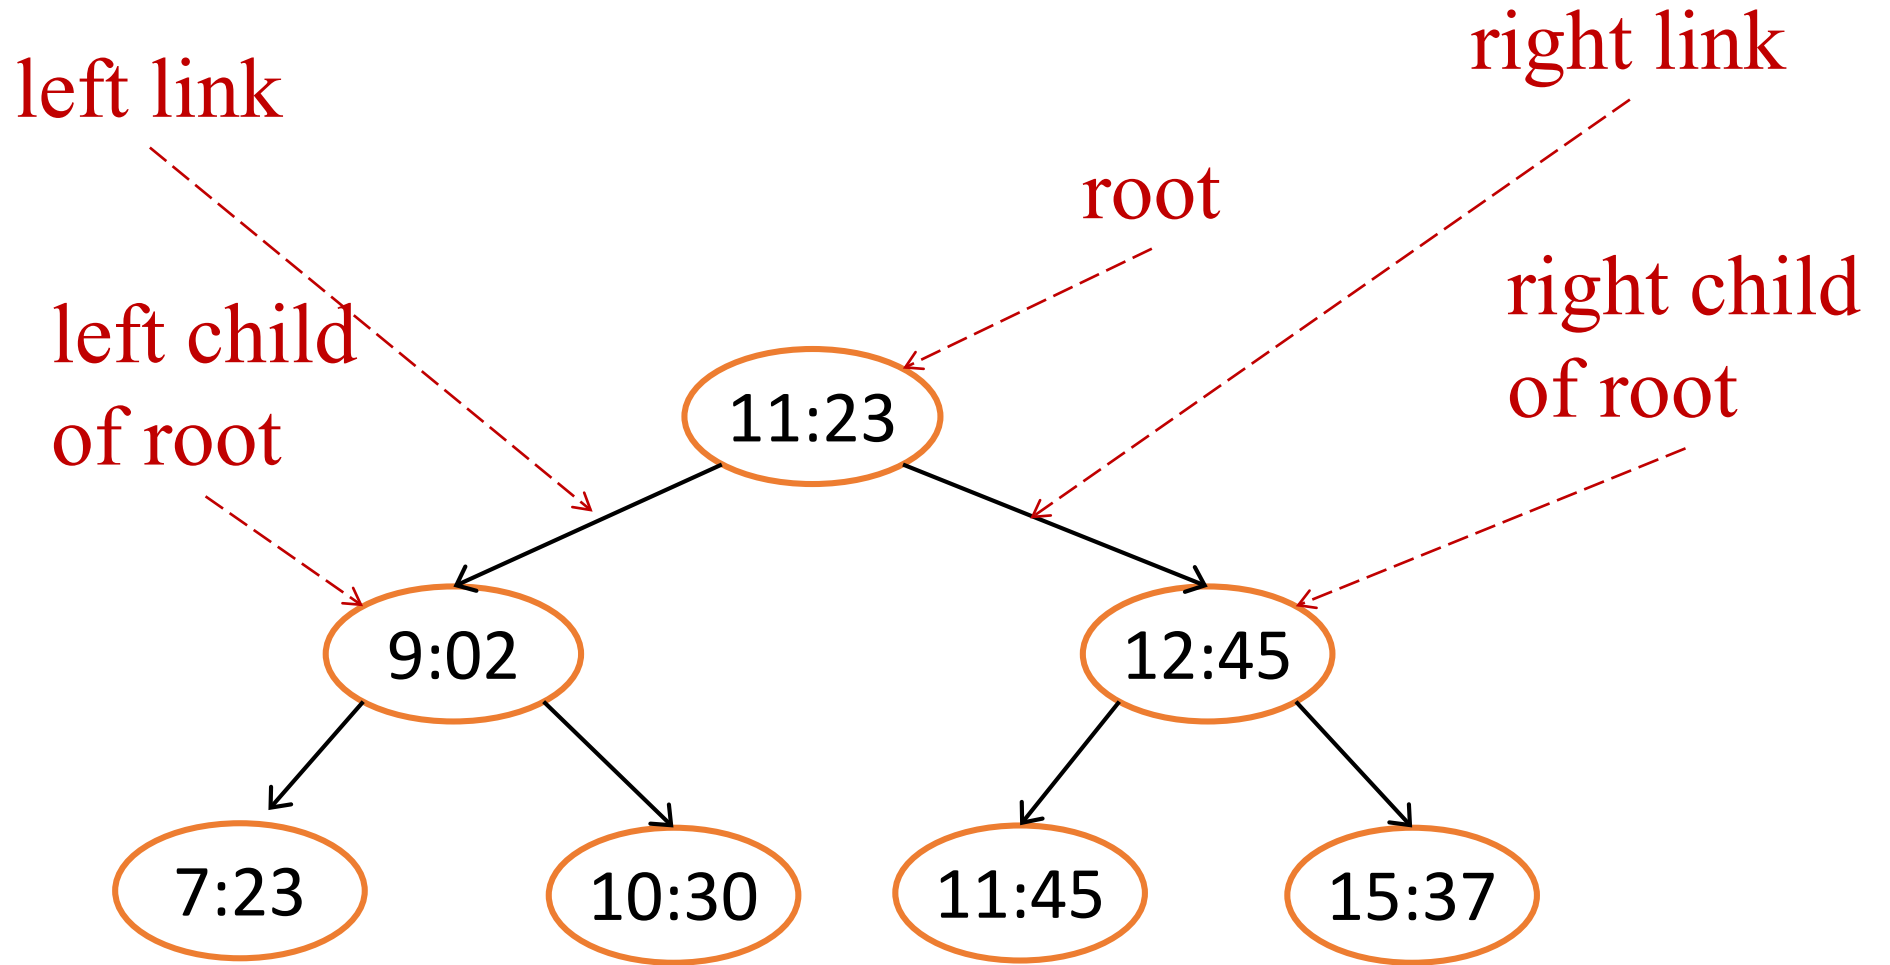 left link
right link
root
left child
of root
right child
of root
11:23
9:02
12:45
7:23
10:30
11:45
15:37